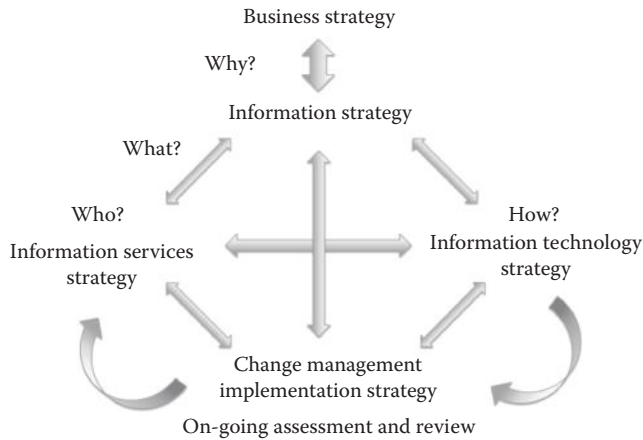 Business strategy
Why?
Information strategy
What?
Who?
Information services
strategy
How?
Information technology
strategy
Change management
implementation strategy
On-going assessment and review